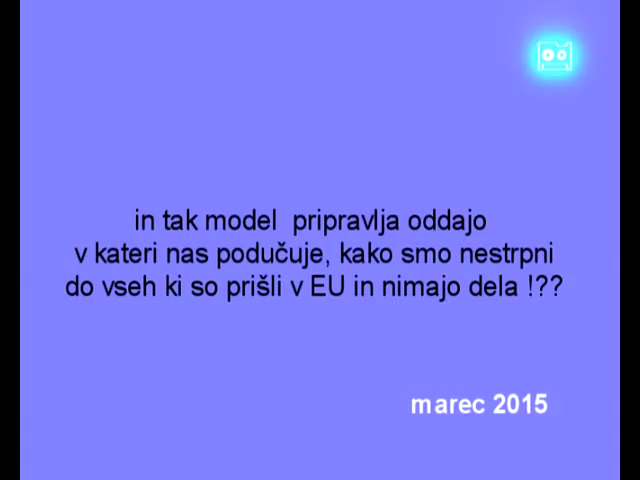 in tak model  pripravlja oddajo
v kateri nas podučuje, kako smo nestrpni
do vseh ki so prišli v EU in nimajo dela !??
marec 2015